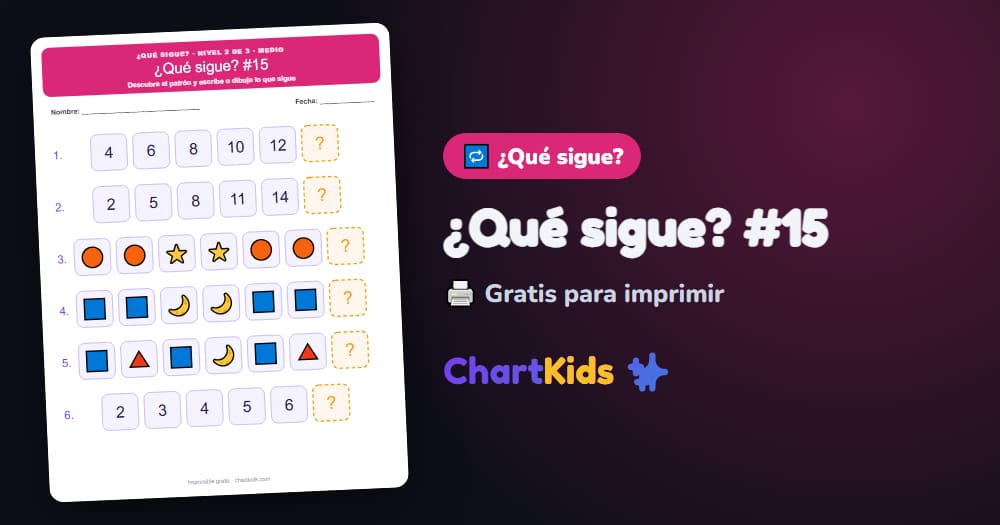 ¿QUÉ SIGUE? · NIVEL 2 DE 3 · MEDIO
¿Qué sigue? #15
Descubre el patrón y escribe o dibuja lo que sigue
Nombre: ____________________
Fecha: __________
1. 4 6 8 10 12 ?
2. 2 5 8 11 14 ?
3. ?
4. ?
5. ?
6. 2 3 4 5 6 ?
Imprimible gratis · chartkids.com
¿Qué sigue?
¿Qué sigue? #15
Gratis para imprimir
ChartKids